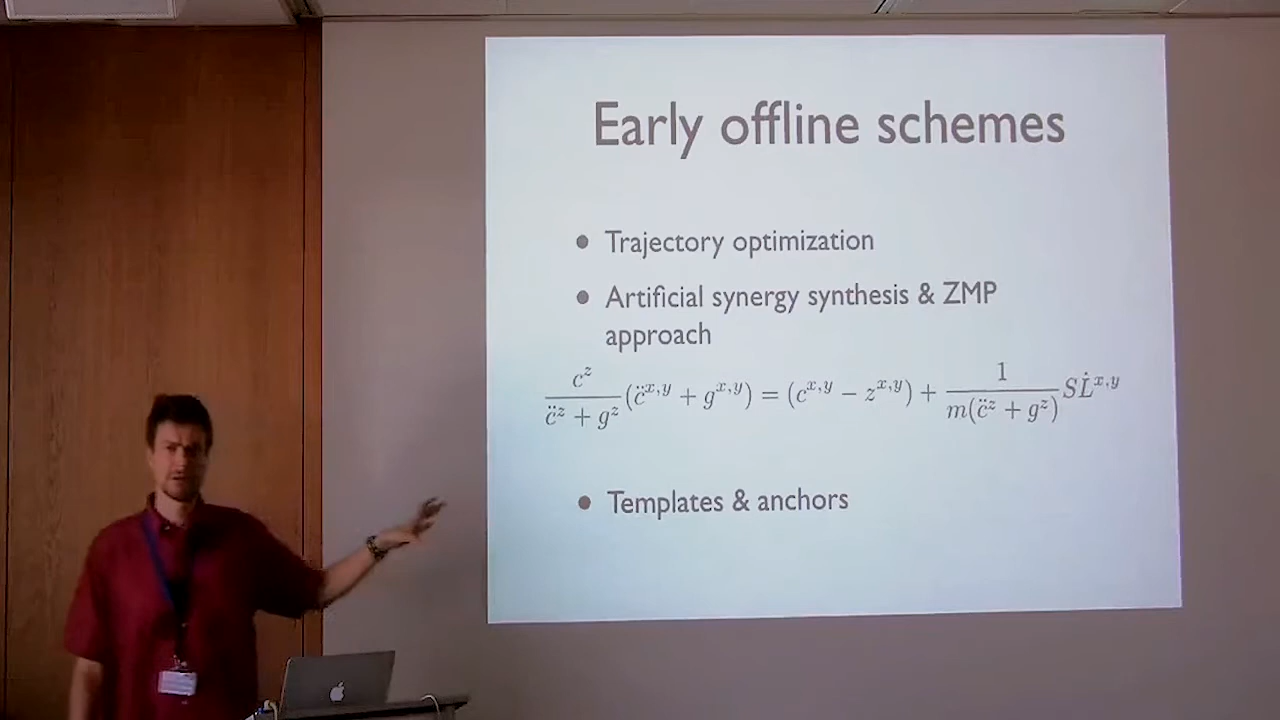 Early offline schemes
• Trajectory optimization
• Artificial synergy synthesis & ZMP
approach
$\frac{c^z}{\ddot{c}^z + g^z}(\ddot{c}^{x,y} + g^{x,y}) = (c^{x,y} - z^{x,y}) + \frac{1}{m(\ddot{c}^z + g^z)} S\dot{L}^{x,y}$
• Templates & anchors